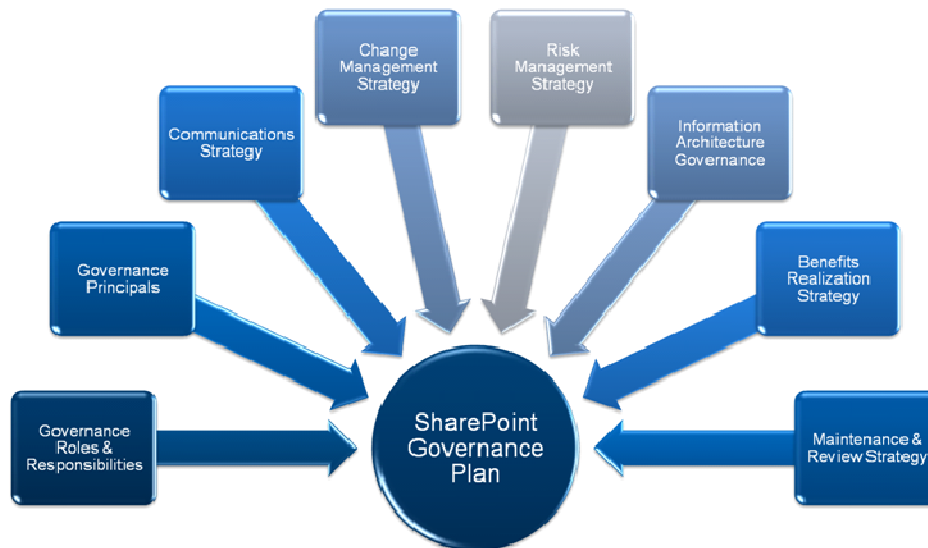 Change
Management
Strategy
Risk
Management
Strategy
Communications
Strategy
Information
Architecture
Governance
Governance
Principals
Benefits
Realization
Strategy
Governance
Roles &
Responsibilities
SharePoint
Governance
Plan
Maintenance &
Review Strategy